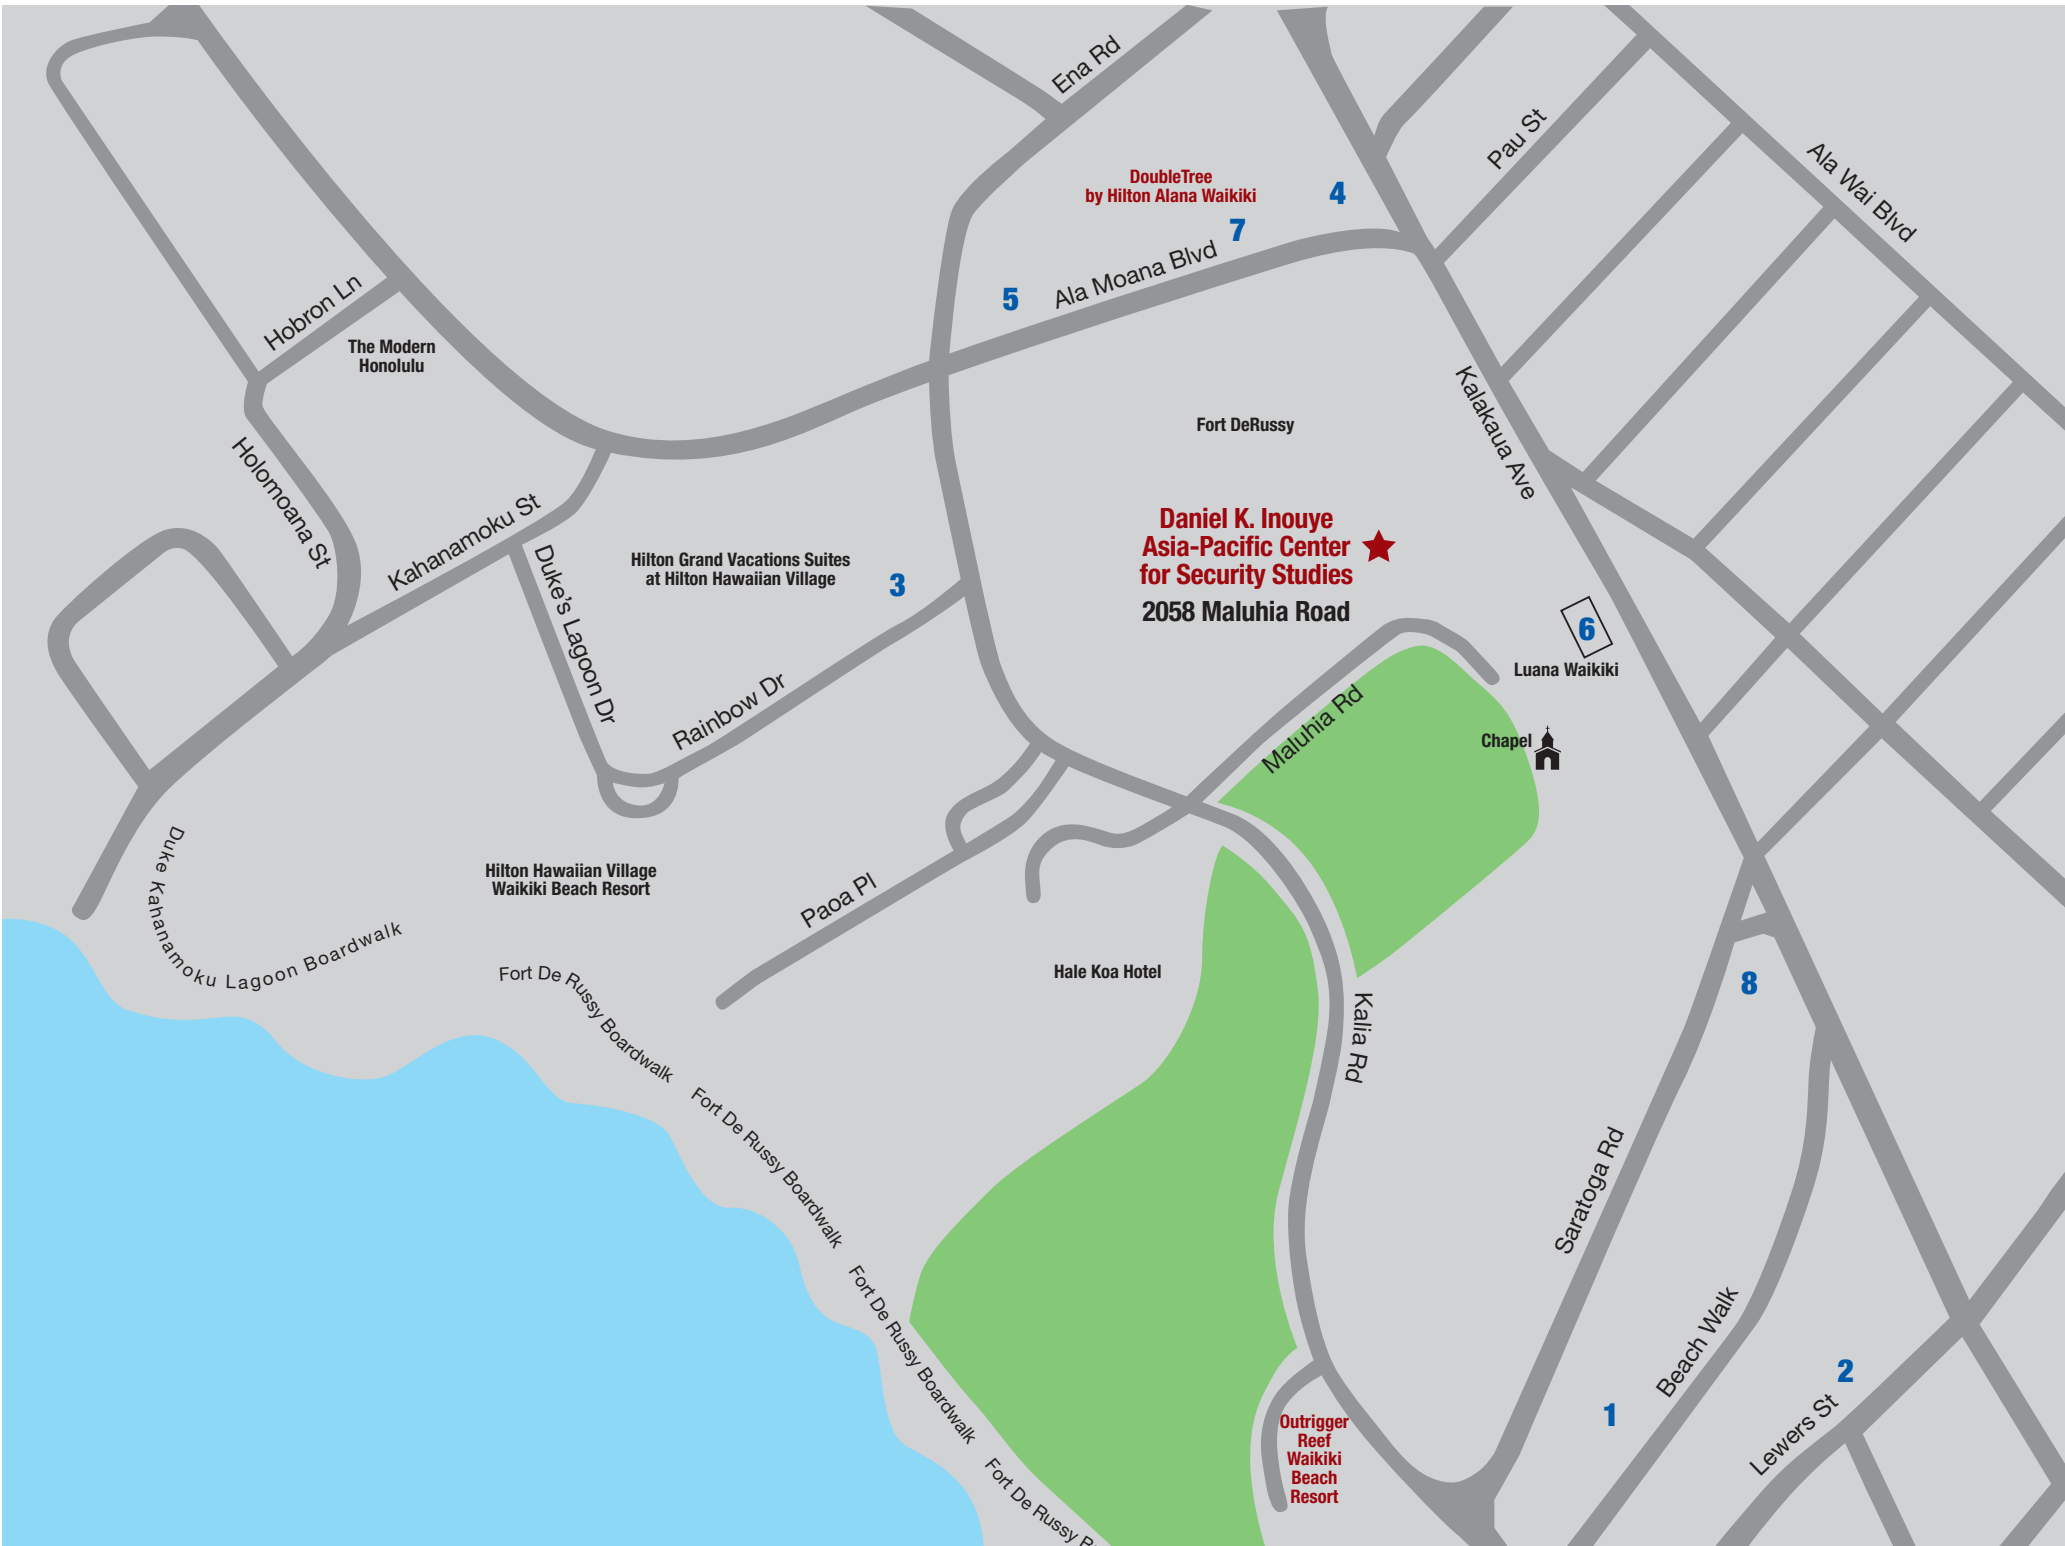 Ena Rd
Pau St
Ala Wai Blvd
DoubleTree
by Hilton Alana Waikiki
4
7
Ala Moana Blvd
5
Hobron Ln
The Modern
Honolulu
Kalakaua Ave
Fort DeRussy
Holomoana St
Kahanamoku St
Duke's Lagoon Dr
Hilton Grand Vacations Suites
at Hilton Hawaiian Village
3
Daniel K. Inouye
Asia-Pacific Center
for Security Studies
2058 Maluhia Road
6
Luana Waikiki
Rainbow Dr
Maluhia Rd
Chapel
Duke Kahanamoku Lagoon Boardwalk
Hilton Hawaiian Village
Waikiki Beach Resort
Paoa Pl
Fort De Russy Boardwalk
Hale Koa Hotel
8
Kalia Rd
Fort De Russy Boardwalk
Saratoga Rd
Fort De Russy Boardwalk
Beach Walk
2
1
Lewers St
Outrigger
Reef
Waikiki
Beach
Resort
Fort De Russy B